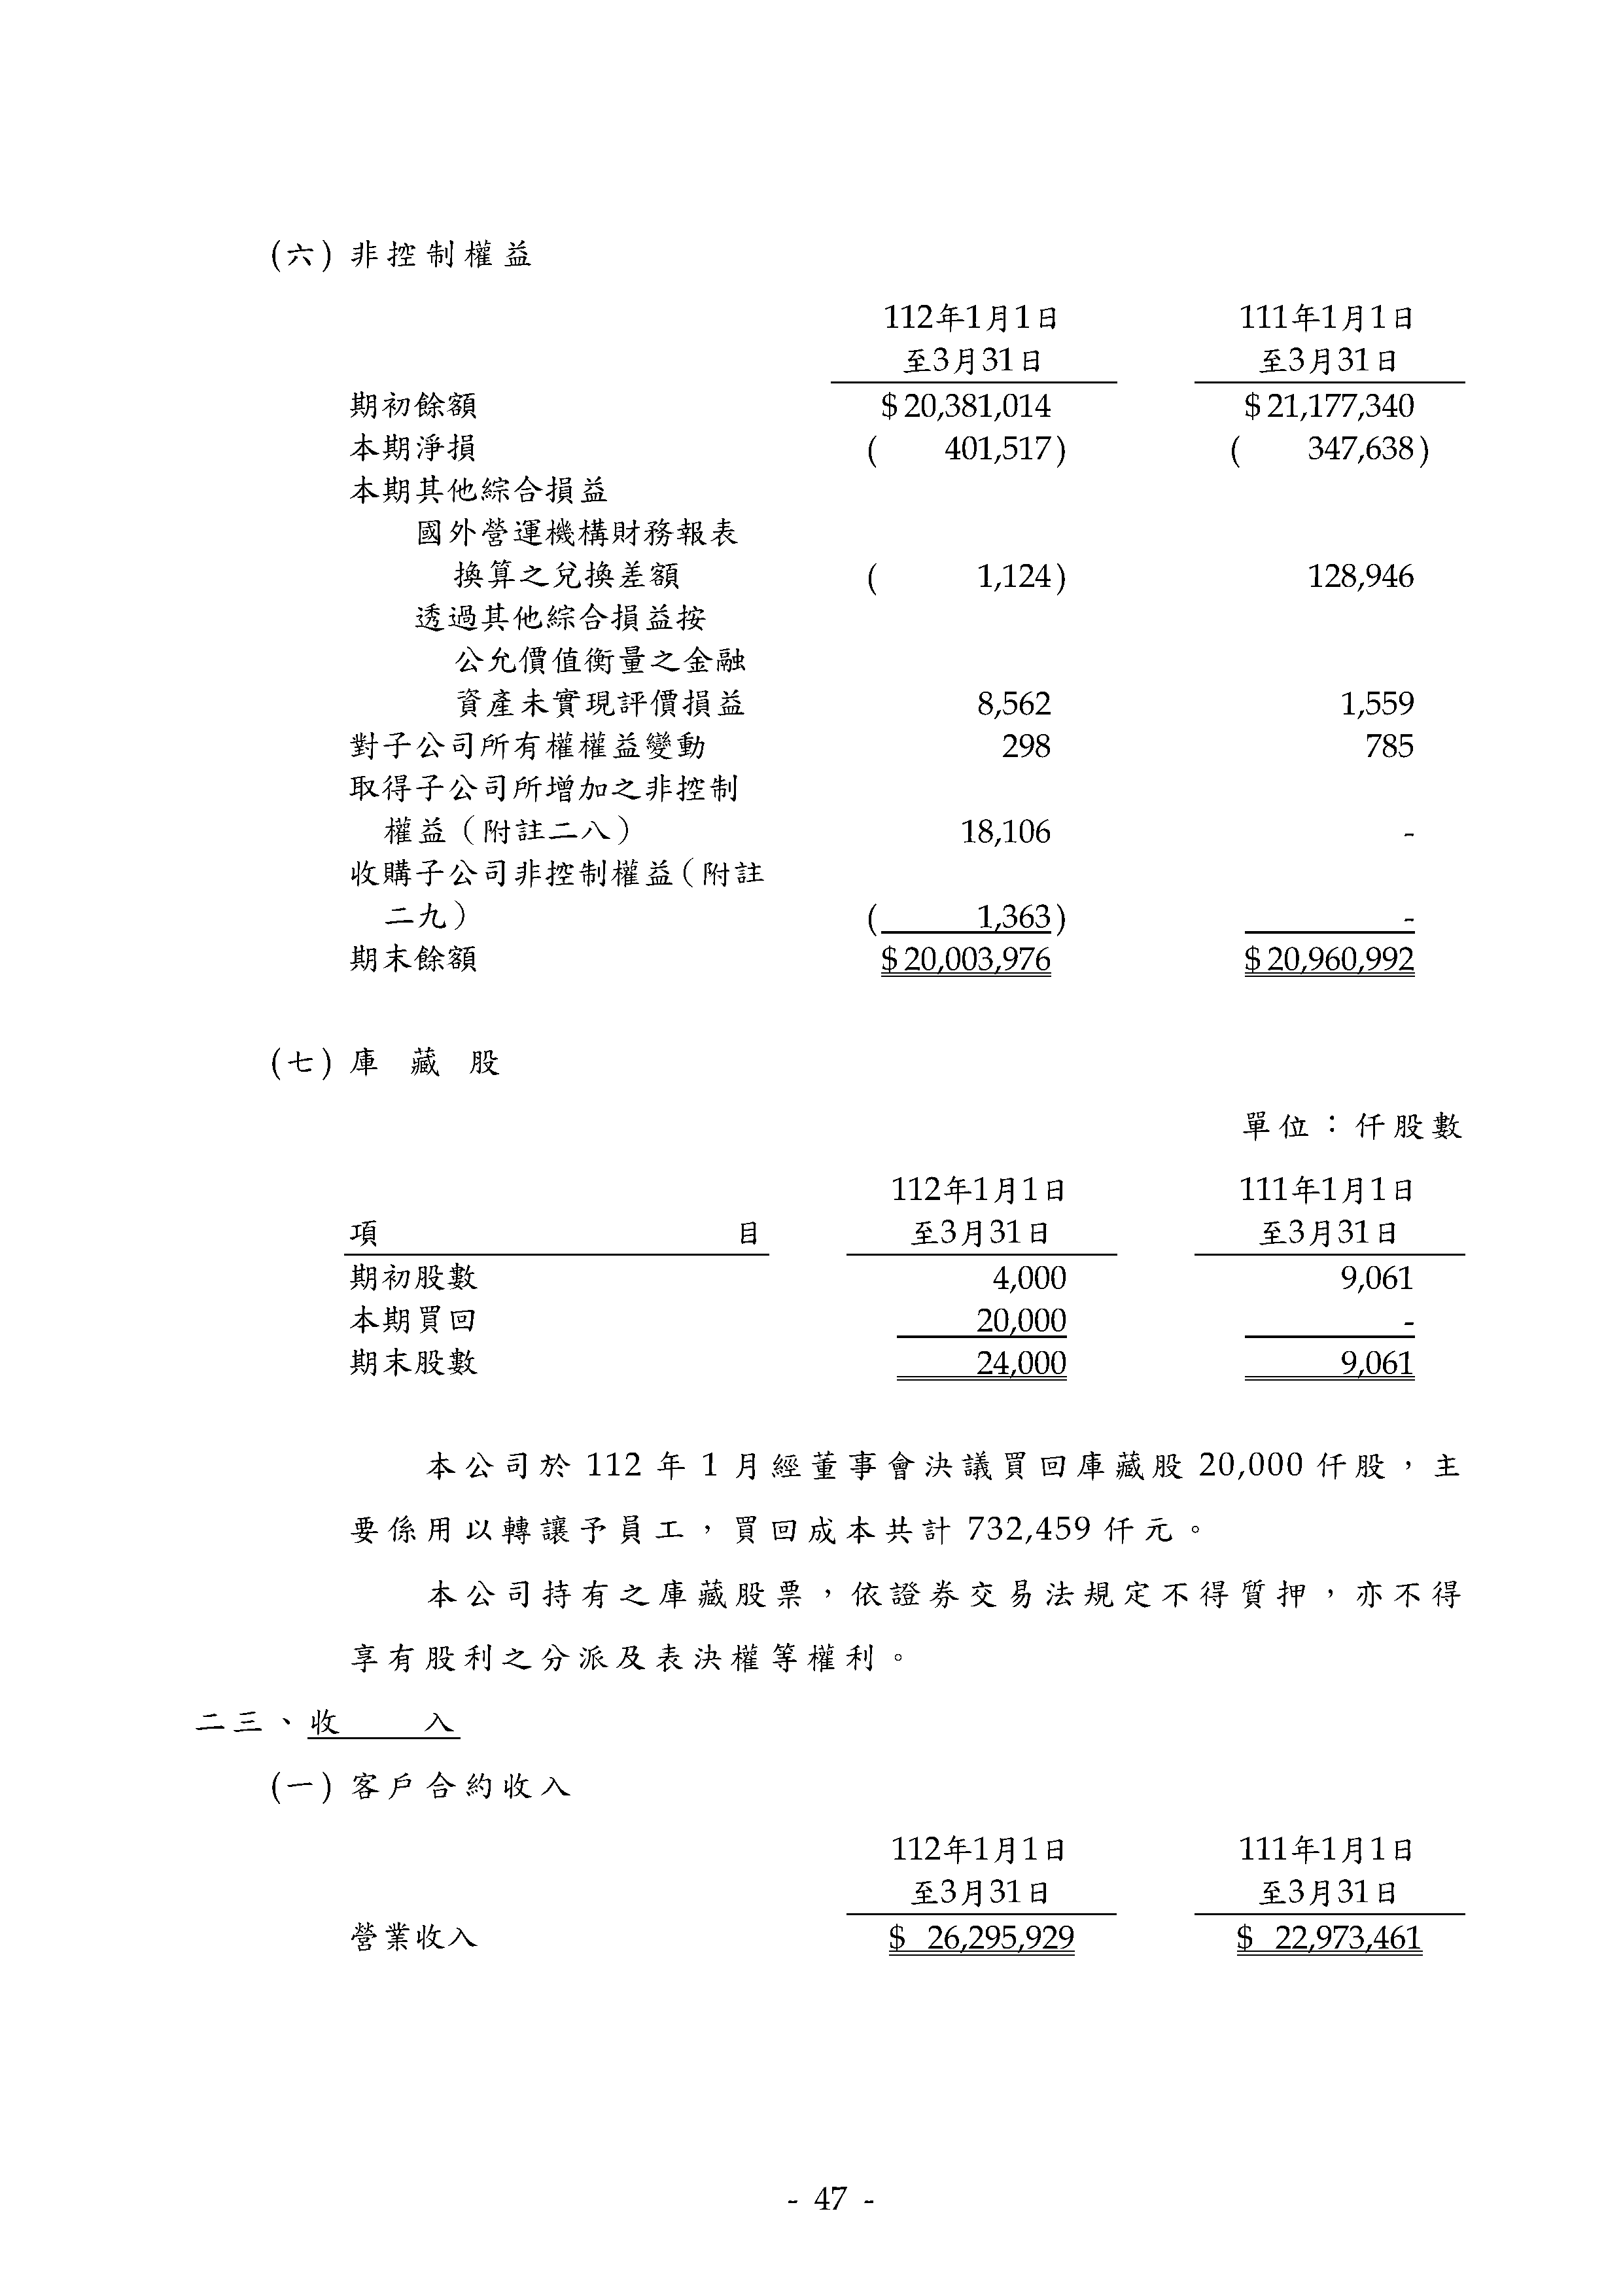 (六) 非控制權益
112年1月1日 111年1月1日
至3月31日 至3月31日
期初餘額 $ 20,381,014 $ 21,177,340
本期淨損 ( 401,517) ( 347,638)
本期其他綜合損益
國外營運機構財務報表
換算之兌換差額 ( 1,124) 128,946
透過其他綜合損益按
公允價值衡量之金融
資產未實現評價損益 8,562 1,559
對子公司所有權權益變動 298 785
取得子公司所增加之非控制
權益（附註二八） 18,106 -
收購子公司非控制權益（附註
二九） ( 1,363) -
期末餘額 $ 20,003,976 $ 20,960,992
(七) 庫 藏 股
單位：仟股數
112年1月1日 111年1月1日
項 目 至3月31日 至3月31日
期初股數 4,000 9,061
本期買回 20,000 -
期末股數 24,000 9,061
本公司於 112 年 1 月經董事會決議買回庫藏股 20,000 仟股，主
要係用以轉讓予員工，買回成本共計 732,459 仟元。
本公司持有之庫藏股票，依證券交易法規定不得質押，亦不得
享有股利之分派及表決權等權利。
二三、收 入
(一) 客戶合約收入
112年1月1日 111年1月1日
至3月31日 至3月31日
營業收入 $ 26,295,929 $ 22,973,461
- 47 -